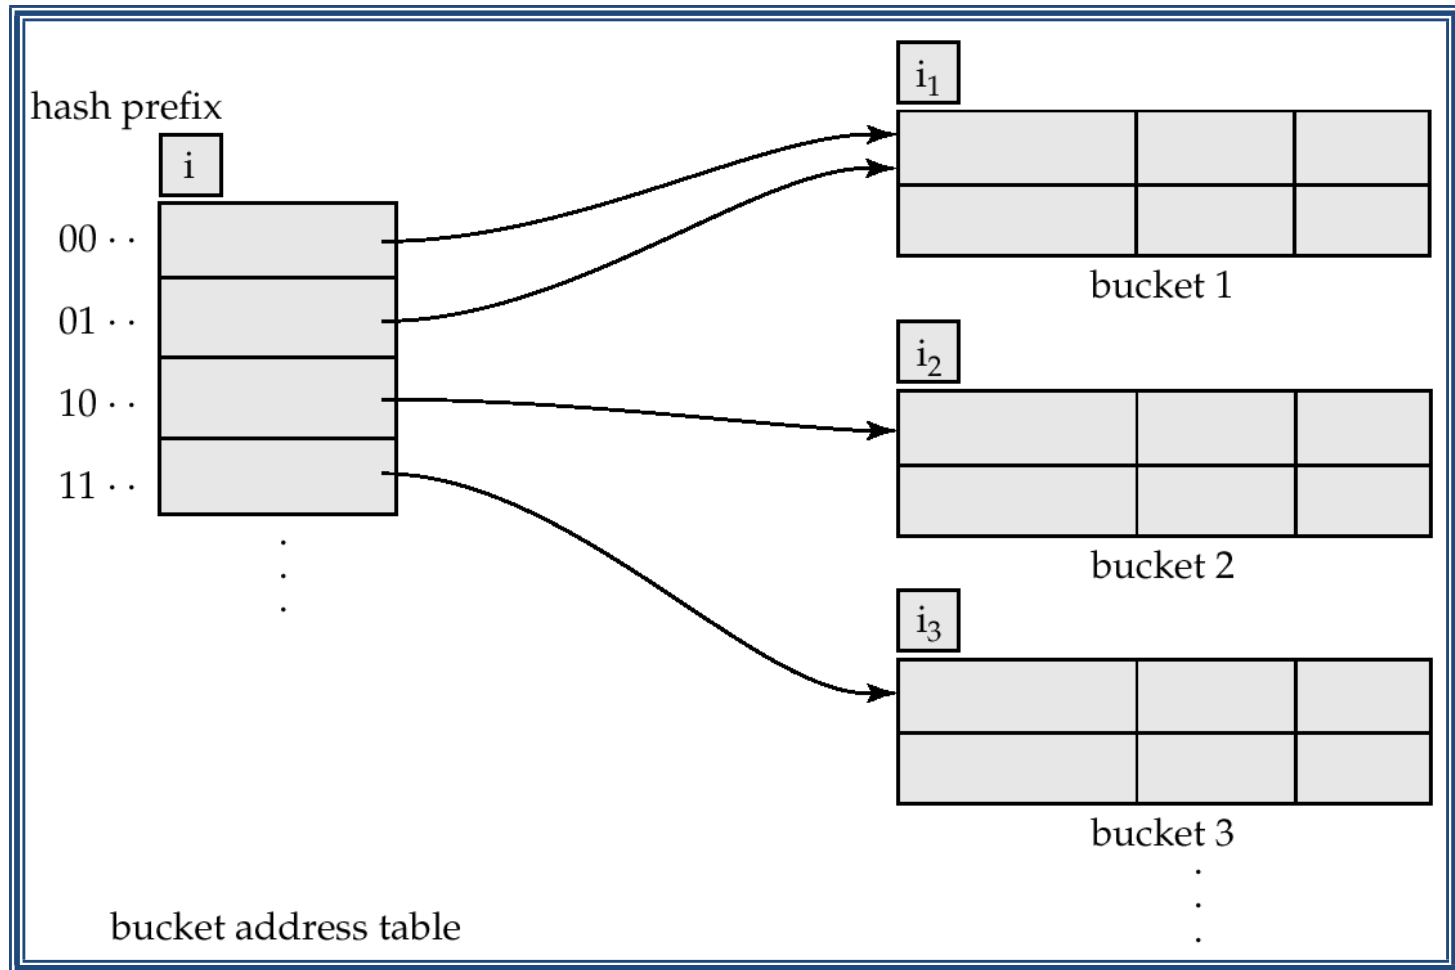 hash prefix
i
00 · ·
01 · ·
10 · ·
11 · ·
.
.
.
bucket address table
i₁
bucket 1
i₂
bucket 2
i₃
bucket 3
.
.
.